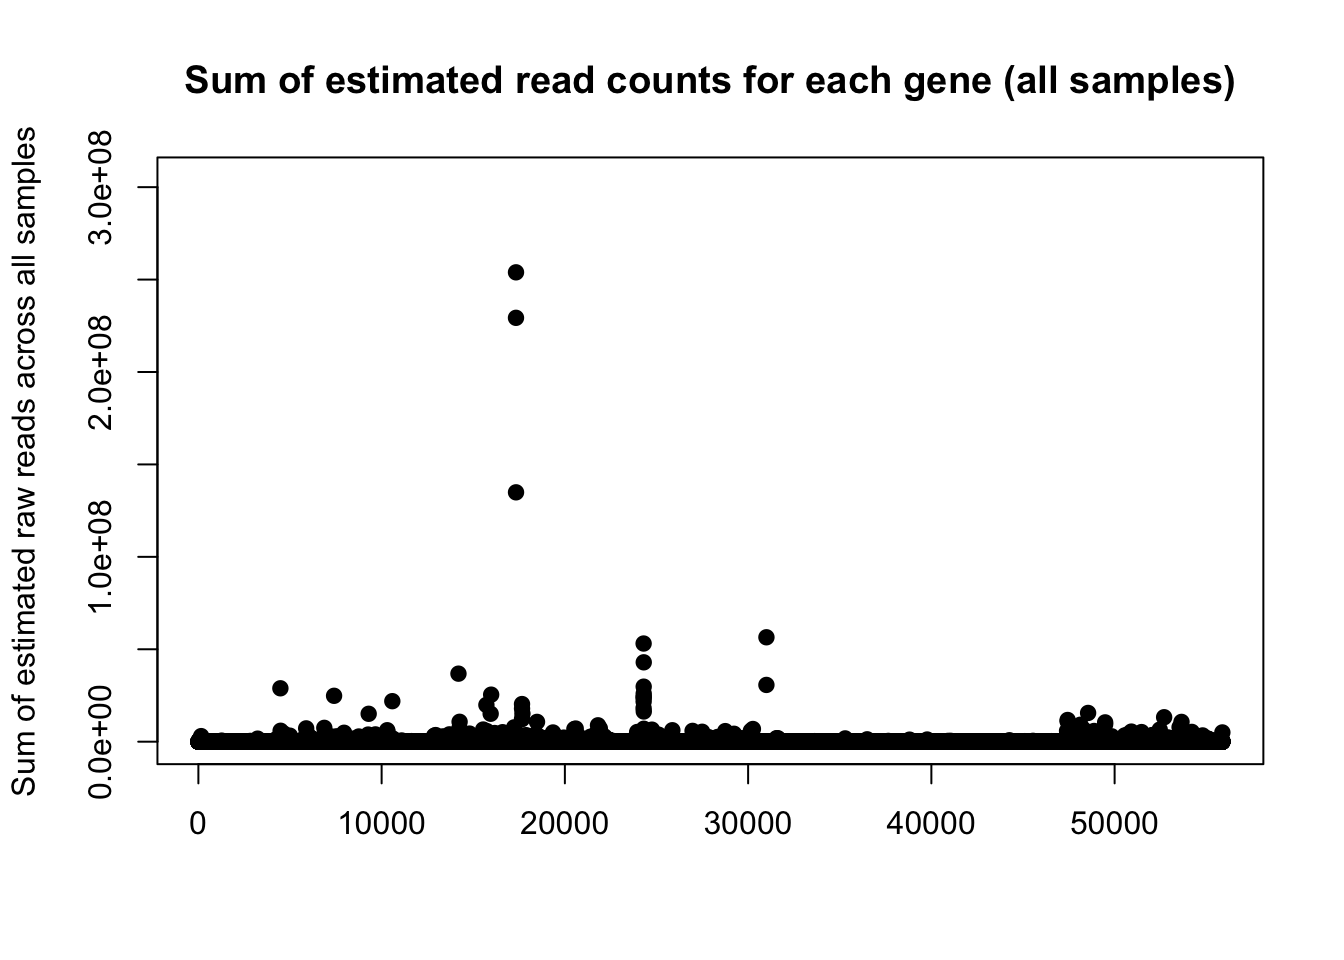 Sum of estimated read counts for each gene (all samples)
Sum of estimated raw reads across all samples
3.0e+08
2.0e+08
1.0e+08
0.0e+00
0 10000 20000 30000 40000 50000